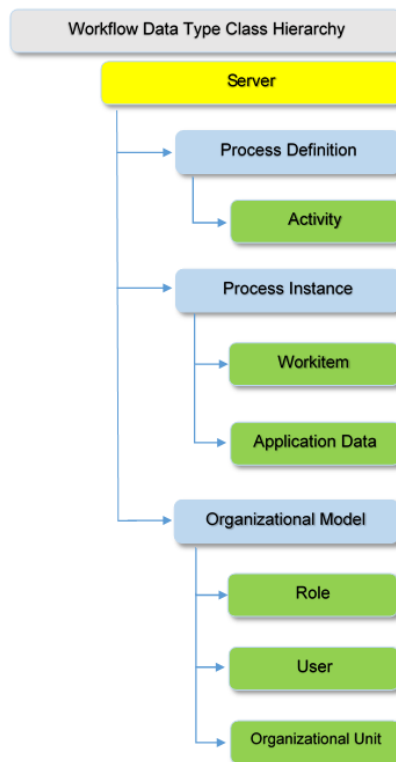 Workflow Data Type Class Hierarchy
Server
Process Definition
Activity
Process Instance
Workitem
Application Data
Organizational Model
Role
User
Organizational Unit